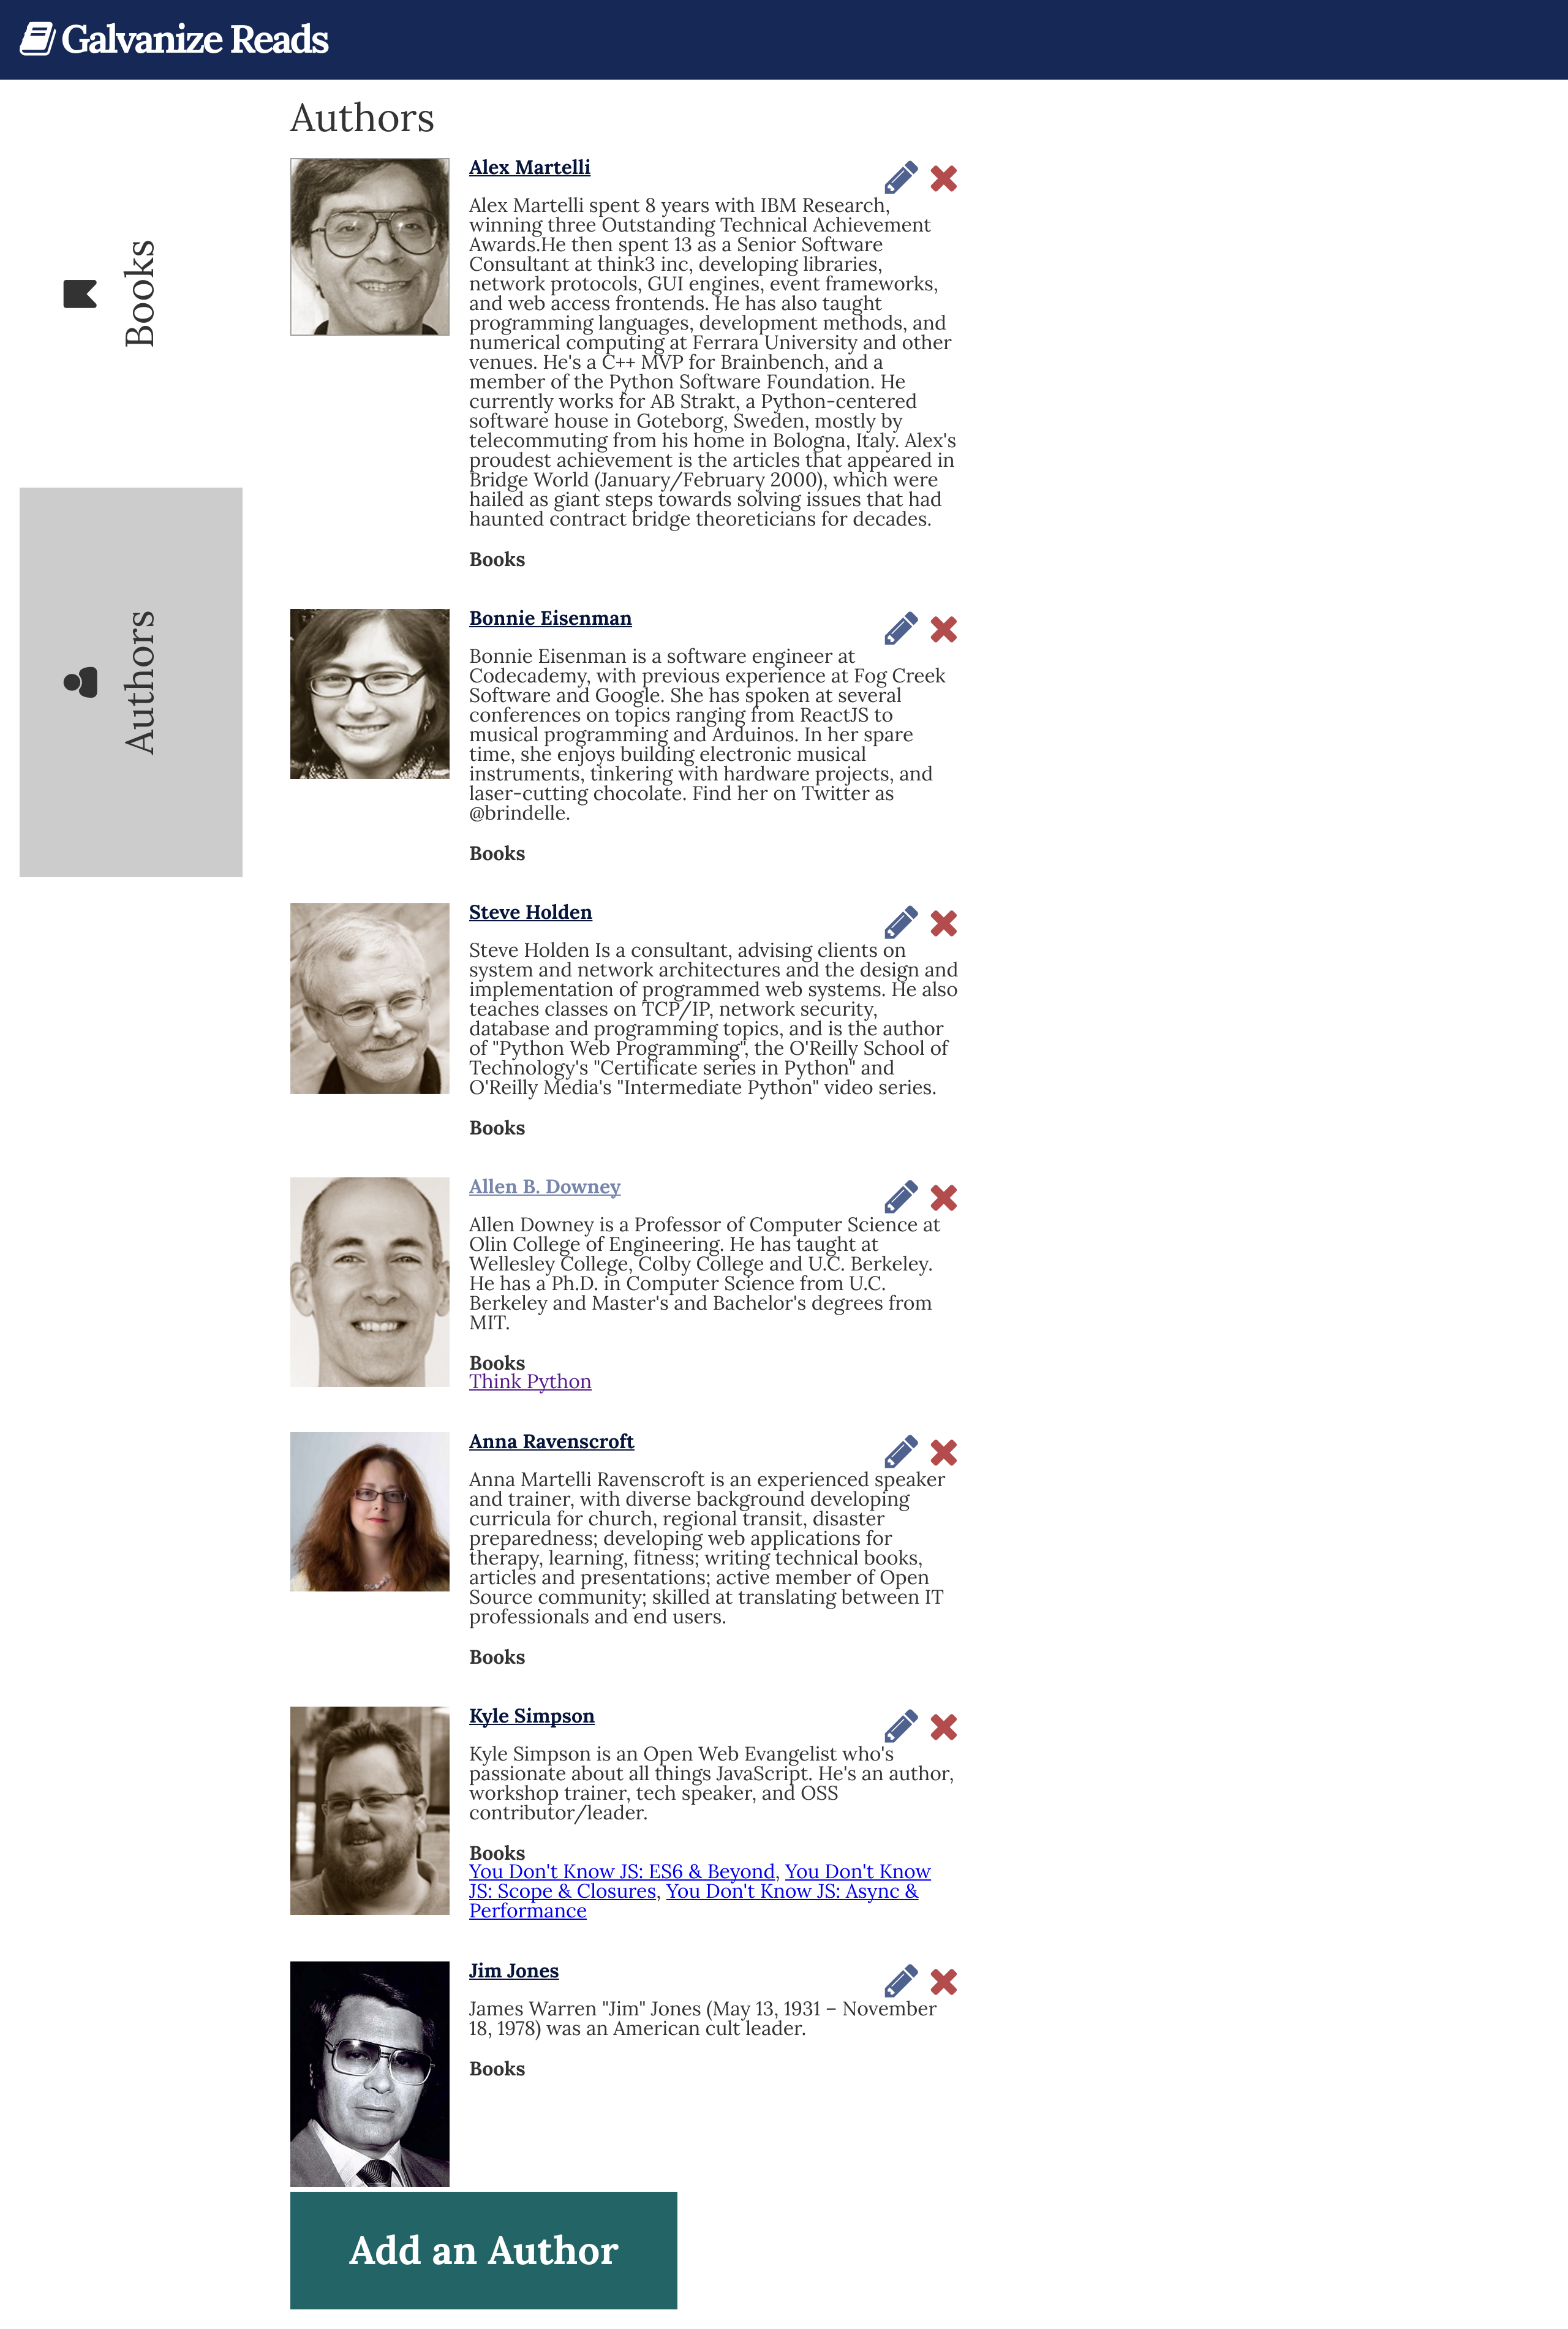 Galvanize Reads
Books
Authors
Authors
Alex Martelli
Alex Martelli spent 8 years with IBM Research,
winning three Outstanding Technical Achievement
Awards.He then spent 13 as a Senior Software
Consultant at think3 inc, developing libraries,
network protocols, GUI engines, event frameworks,
and web access frontends. He has also taught
programming languages, development methods, and
numerical computing at Ferrara University and other
venues. He's a C++ MVP for Brainbench, and a
member of the Python Software Foundation. He
currently works for AB Strakt, a Python-centered
software house in Goteborg, Sweden, mostly by
telecommuting from his home in Bologna, Italy. Alex's
proudest achievement is the articles that appeared in
Bridge World (January/February 2000), which were
hailed as giant steps towards solving issues that had
haunted contract bridge theoreticians for decades.
Books
Bonnie Eisenman
Bonnie Eisenman is a software engineer at
Codecademy, with previous experience at Fog Creek
Software and Google. She has spoken at several
conferences on topics ranging from ReactJS to
musical programming and Arduinos. In her spare
time, she enjoys building electronic musical
instruments, tinkering with hardware projects, and
laser-cutting chocolate. Find her on Twitter as
@brindelle.
Books
Steve Holden
Steve Holden Is a consultant, advising clients on
system and network architectures and the design and
implementation of programmed web systems. He also
teaches classes on TCP/IP, network security,
database and programming topics, and is the author
of "Python Web Programming", the O'Reilly School of
Technology's "Certificate series in Python" and
O'Reilly Media's "Intermediate Python" video series.
Books
Allen B. Downey
Allen Downey is a Professor of Computer Science at
Olin College of Engineering. He has taught at
Wellesley College, Colby College and U.C. Berkeley.
He has a Ph.D. in Computer Science from U.C.
Berkeley and Master's and Bachelor's degrees from
MIT.
Books
Think Python
Anna Ravenscroft
Anna Martelli Ravenscroft is an experienced speaker
and trainer, with diverse background developing
curricula for church, regional transit, disaster
preparedness; developing web applications for
therapy, learning, fitness; writing technical books,
articles and presentations; active member of Open
Source community; skilled at translating between IT
professionals and end users.
Books
Kyle Simpson
Kyle Simpson is an Open Web Evangelist who's
passionate about all things JavaScript. He's an author,
workshop trainer, tech speaker, and OSS
contributor/leader.
Books
You Don't Know JS: ES6 & Beyond, You Don't Know
JS: Scope & Closures, You Don't Know JS: Async &
Performance
Jim Jones
James Warren "Jim" Jones (May 13, 1931 – November
18, 1978) was an American cult leader.
Books
Add an Author